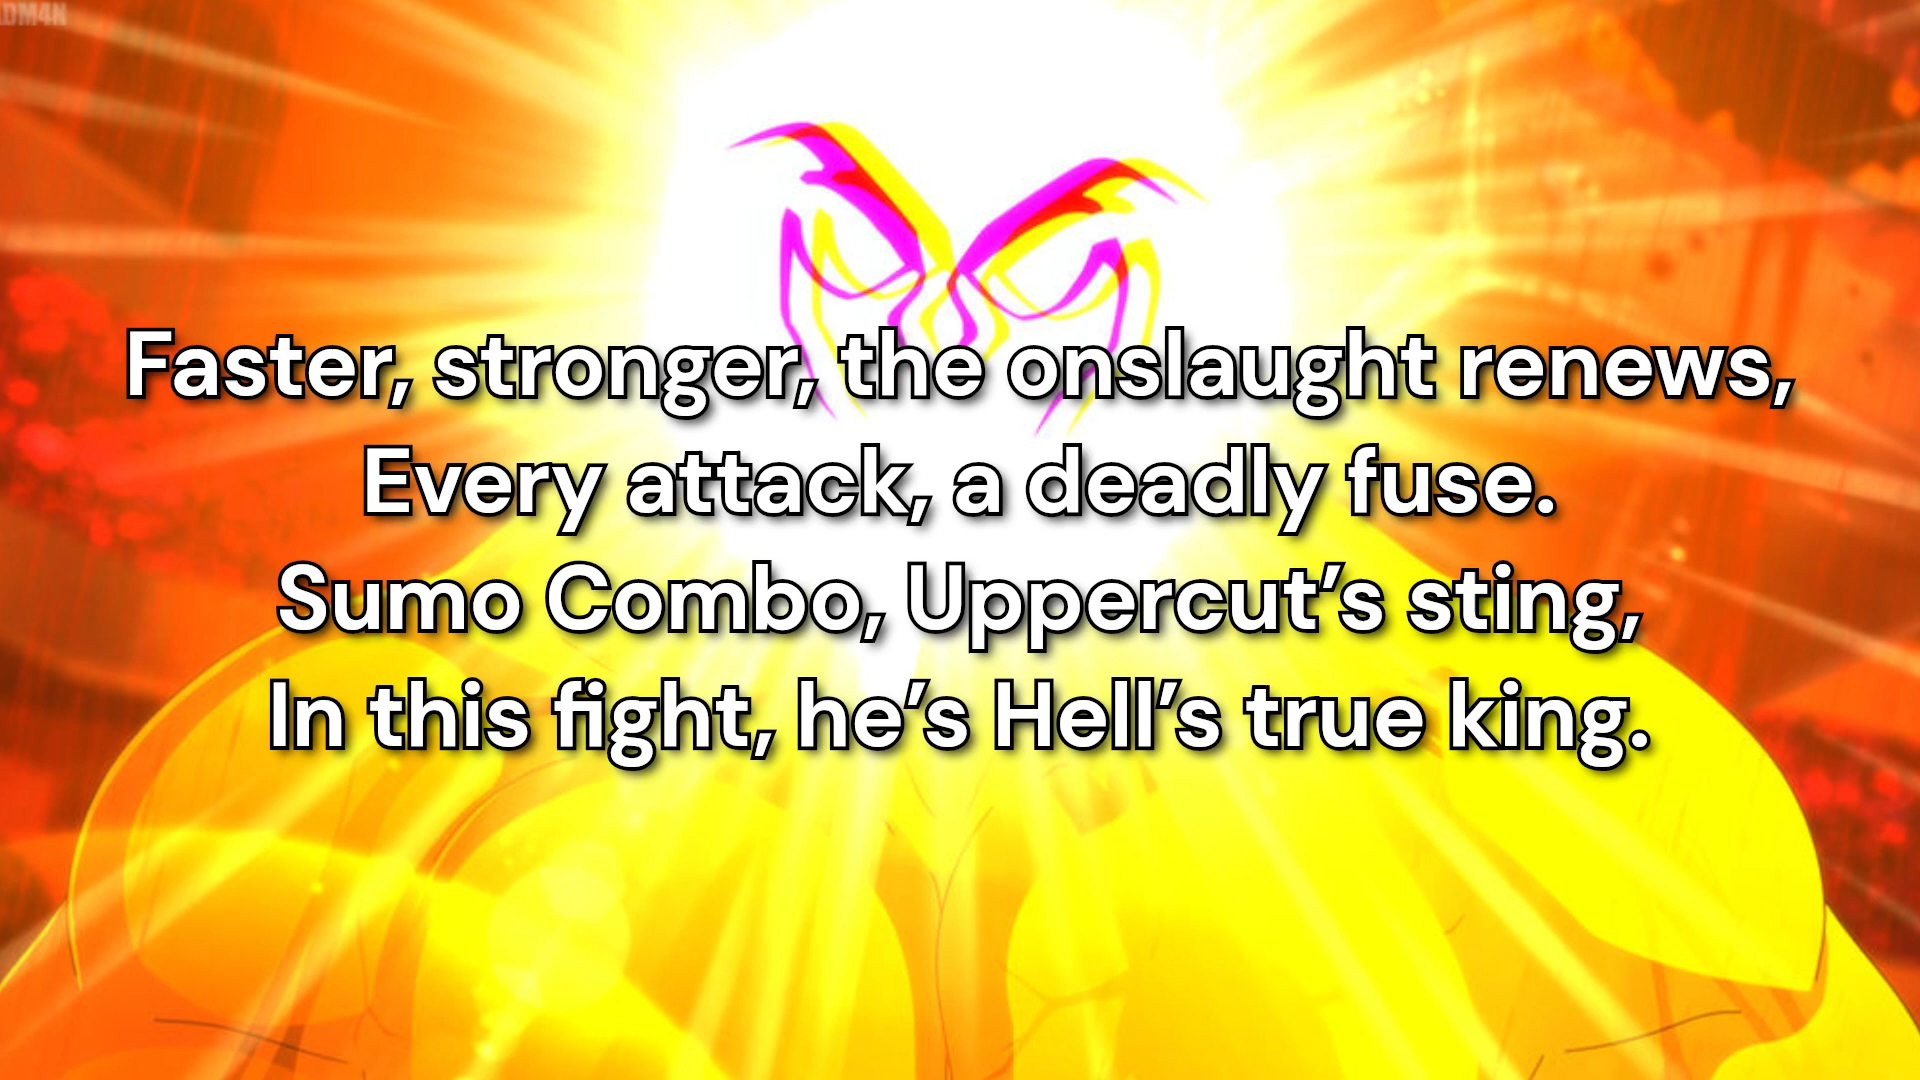 Faster, stronger, the onslaught renews,
Every attack, a deadly fuse.
Sumo Combo, Uppercut’s sting,
In this fight, he’s Hell’s true king.